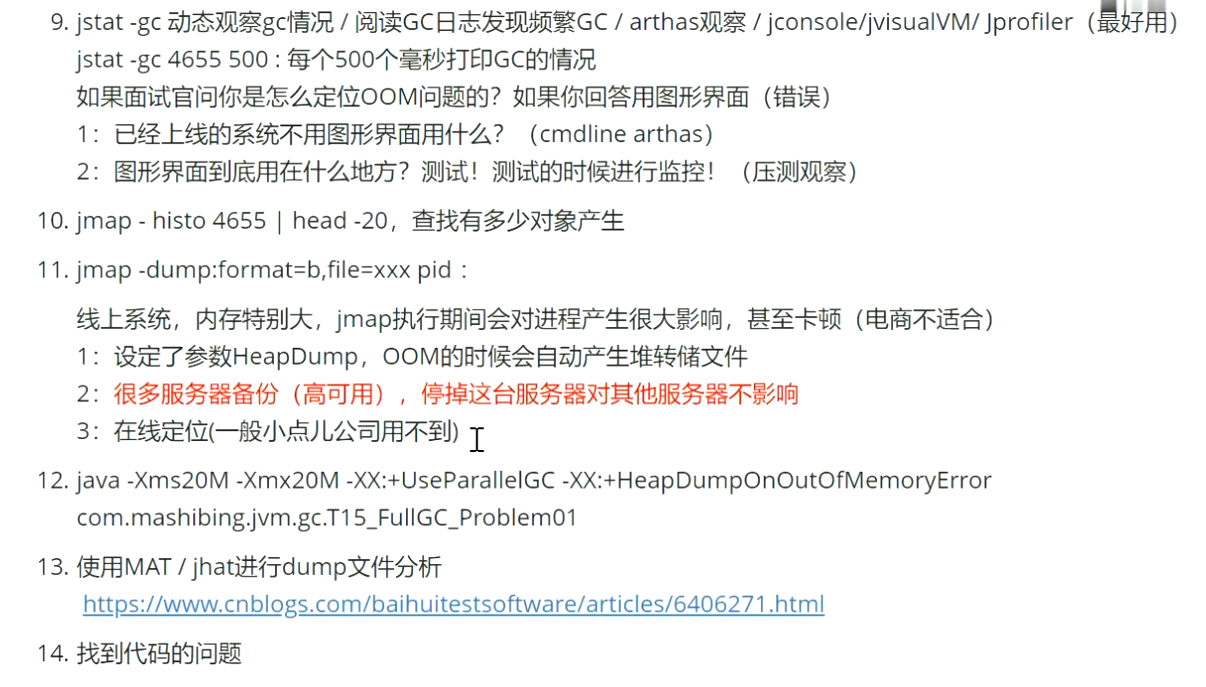 9. jstat -gc 动态观察gc情况 / 阅读GC日志发现频繁GC / arthas观察 / jconsole/jvisualVM/ Jprofiler（最好用）
jstat -gc 4655 500 : 每个500个毫秒打印GC的情况
如果面试官问你是怎么定位OOM问题的？如果你回答用图形界面（错误）
1：已经上线的系统不用图形界面用什么？（cmdline arthas）
2：图形界面到底用在什么地方？测试！测试的时候进行监控！（压测观察）
10. jmap - histo 4655 | head -20，查找有多少对象产生
11. jmap -dump:format=b,file=xxx pid ：
线上系统，内存特别大，jmap执行期间会对进程产生很大影响，甚至卡顿（电商不适合）
1：设定了参数HeapDump，OOM的时候会自动产生堆转储文件
2：很多服务器备份（高可用），停掉这台服务器对其他服务器不影响
3：在线定位(一般小点儿公司用不到)
12. java -Xms20M -Xmx20M -XX:+UseParallelGC -XX:+HeapDumpOnOutOfMemoryError
com.mashibing.jvm.gc.T15_FullGC_Problem01
13. 使用MAT / jhat进行dump文件分析
https://www.cnblogs.com/baihuitestsoftware/articles/6406271.html
14. 找到代码的问题